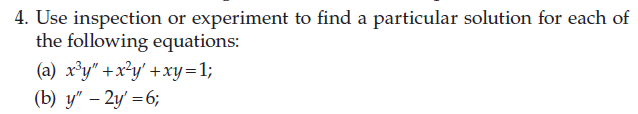 4. Use inspection or experiment to find a particular solution for each of
the following equations:
(a) x³y″ + x²y′ + xy = 1;
(b) y″ – 2y′ = 6;